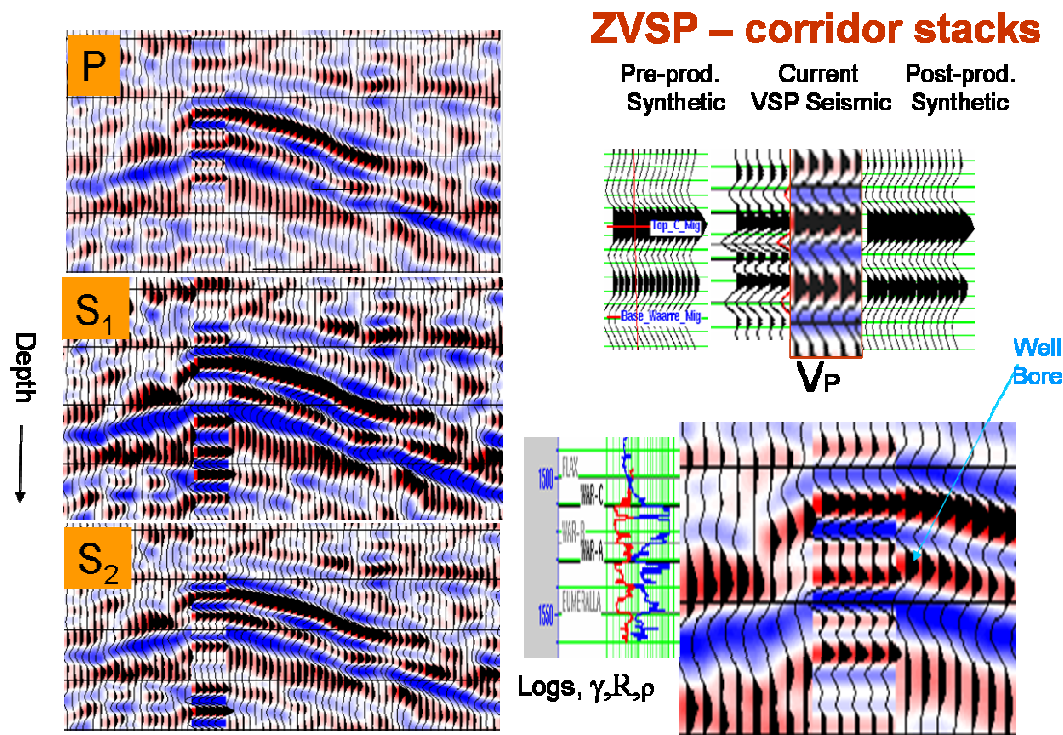 ZVSP – corridor stacks
Pre-prod.
Synthetic
Current
VSP Seismic
Post-prod.
Synthetic
P
S1
S2
Depth
Top_C_Mig
Base_Waarre_Mig
VP
Well
Bore
1500
1550
FLAX
WAR-C
WAR-B
WAR-A
EUMERALLA
Logs, γ,R,ρ